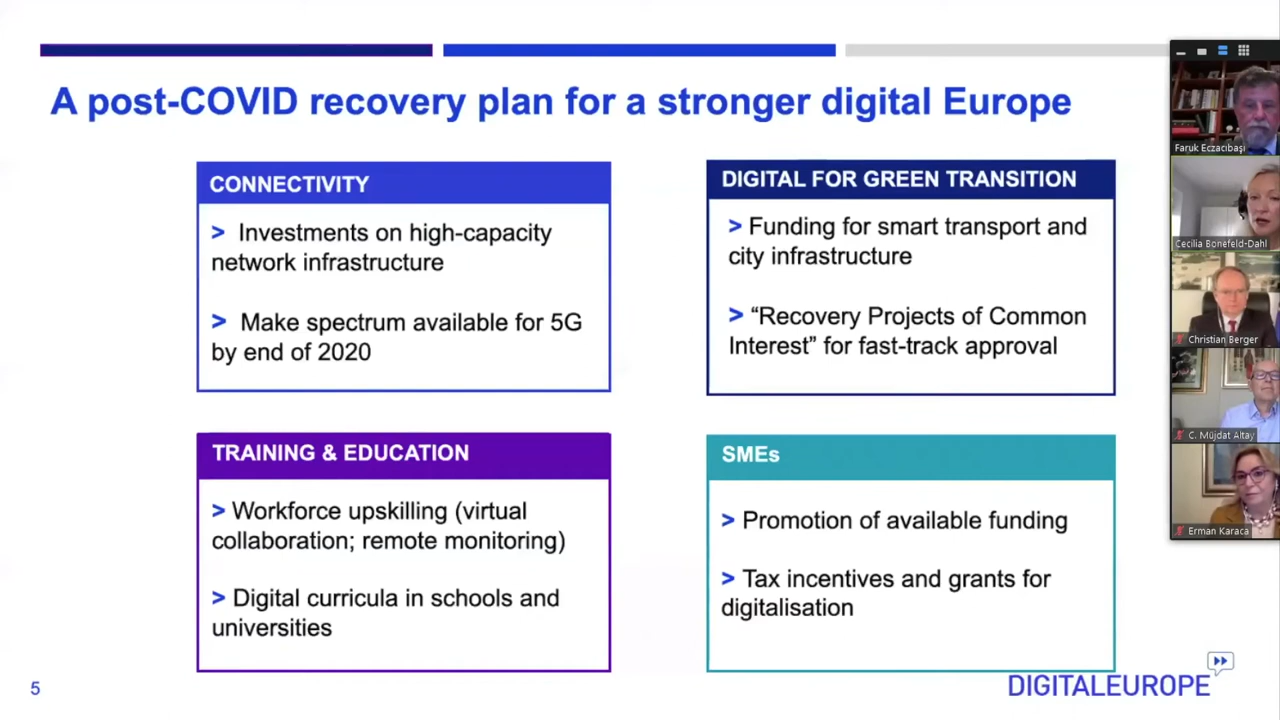 A post-COVID recovery plan for a stronger digital Europe
CONNECTIVITY
> Investments on high-capacity
network infrastructure
> Make spectrum available for 5G
by end of 2020
DIGITAL FOR GREEN TRANSITION
> Funding for smart transport and
city infrastructure
> “Recovery Projects of Common
Interest” for fast-track approval
TRAINING & EDUCATION
> Workforce upskilling (virtual
collaboration; remote monitoring)
> Digital curricula in schools and
universities
SMEs
> Promotion of available funding
> Tax incentives and grants for
digitalisation
5
DIGITALEUROPE
Faruk Eczacıbaşı
Cecilia Bonefeld-Dahl
Christian Berger
C. Müjdat Altay
Erman Karaca